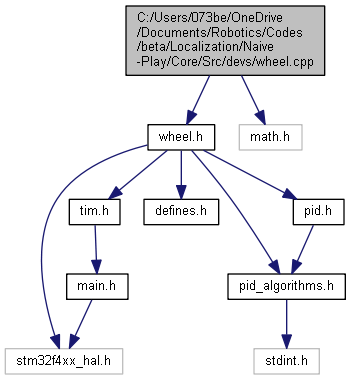 C:/Users/073be/OneDrive
/Documents/Robotics/Codes
/beta/Localization/Naive
-Play/Core/Src/devs/wheel.cpp
wheel.h
math.h
tim.h
defines.h
pid.h
main.h
pid_algorithms.h
stm32f4xx_hal.h
stdint.h